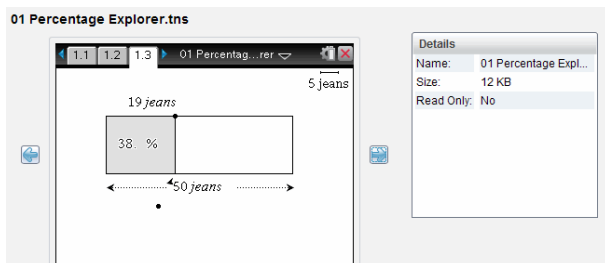 01 Percentage Explorer.tns
1.1 1.2 1.3 01 Percentag...rer
5 jeans
19 jeans
38. %
50 jeans
Details
Name: 01 Percentage Expl...
Size: 12 KB
Read Only: No